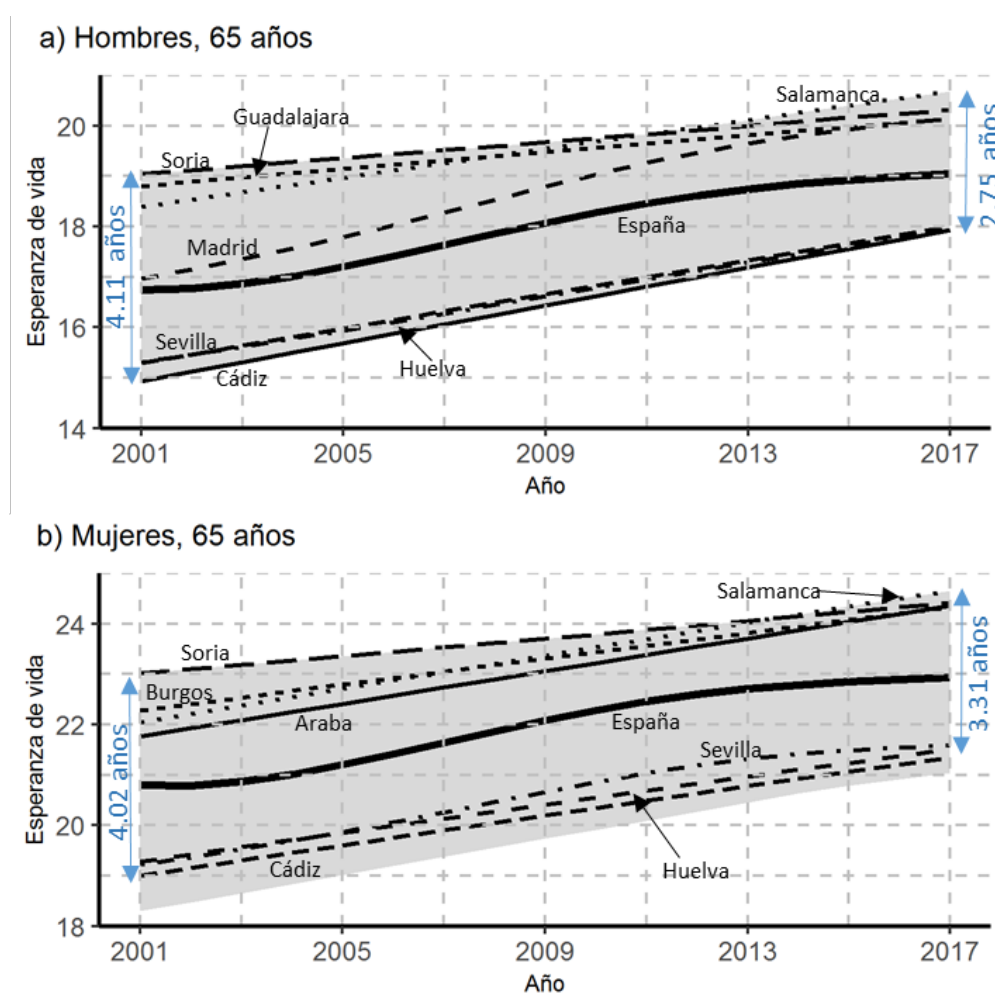 a) Hombres, 65 años
Esperanza de vida
20
18
16
14
Guadalajara
Soria
Salamanca
Madrid
España
Sevilla
Cádiz
Huelva
4.11 años
2.75 años
2001 2005 2009 2013 2017
Año
b) Mujeres, 65 años
Esperanza de vida
24
22
20
18
Salamanca
Soria
Burgos
Araba
España
Sevilla
Cádiz
Huelva
4.02 años
3.31 años
2001 2005 2009 2013 2017
Año